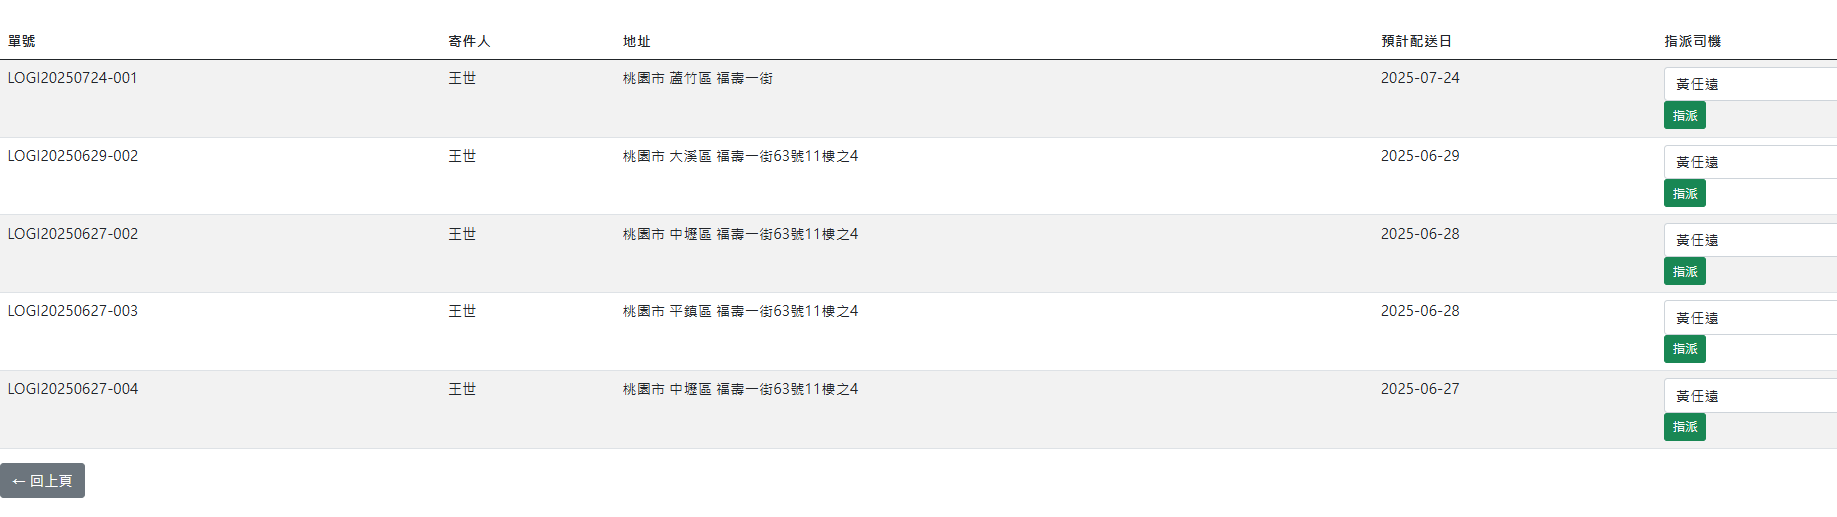 單號 寄件人 地址 預計配送日 指派司機
LOGI20250724-001 王世 桃園市 蘆竹區 福壽一街 2025-07-24 黃任遠
指派
LOGI20250629-002 王世 桃園市 大溪區 福壽一街63號11樓之4 2025-06-29 黃任遠
指派
LOGI20250627-002 王世 桃園市 中壢區 福壽一街63號11樓之4 2025-06-28 黃任遠
指派
LOGI20250627-003 王世 桃園市 平鎮區 福壽一街63號11樓之4 2025-06-28 黃任遠
指派
LOGI20250627-004 王世 桃園市 中壢區 福壽一街63號11樓之4 2025-06-27 黃任遠
指派
← 回上頁